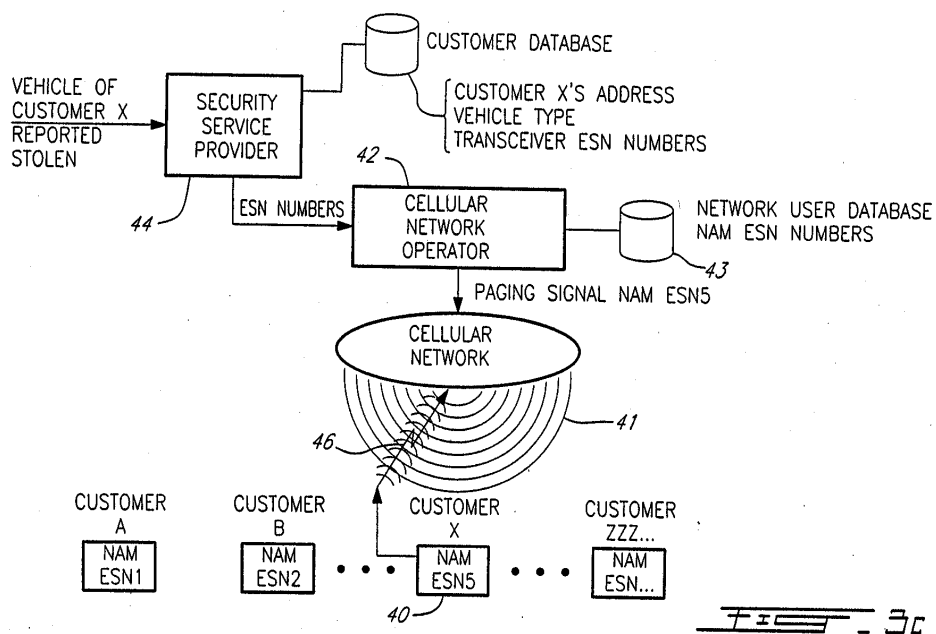 CUSTOMER DATABASE
VEHICLE OF
CUSTOMER X
REPORTED
STOLEN
SECURITY
SERVICE
PROVIDER
CUSTOMER X'S ADDRESS
VEHICLE TYPE
TRANSCEIVER ESN NUMBERS
44
ESN NUMBERS
42
CELLULAR
NETWORK
OPERATOR
NETWORK USER DATABASE
NAM ESN NUMBERS
43
PAGING SIGNAL NAM ESN5
CELLULAR
NETWORK
41
46
CUSTOMER
A
NAM
ESN1
CUSTOMER
B
NAM
ESN2
CUSTOMER
X
NAM
ESN5
CUSTOMER
ZZZ...
NAM
ESN...
40
FIG. 3c